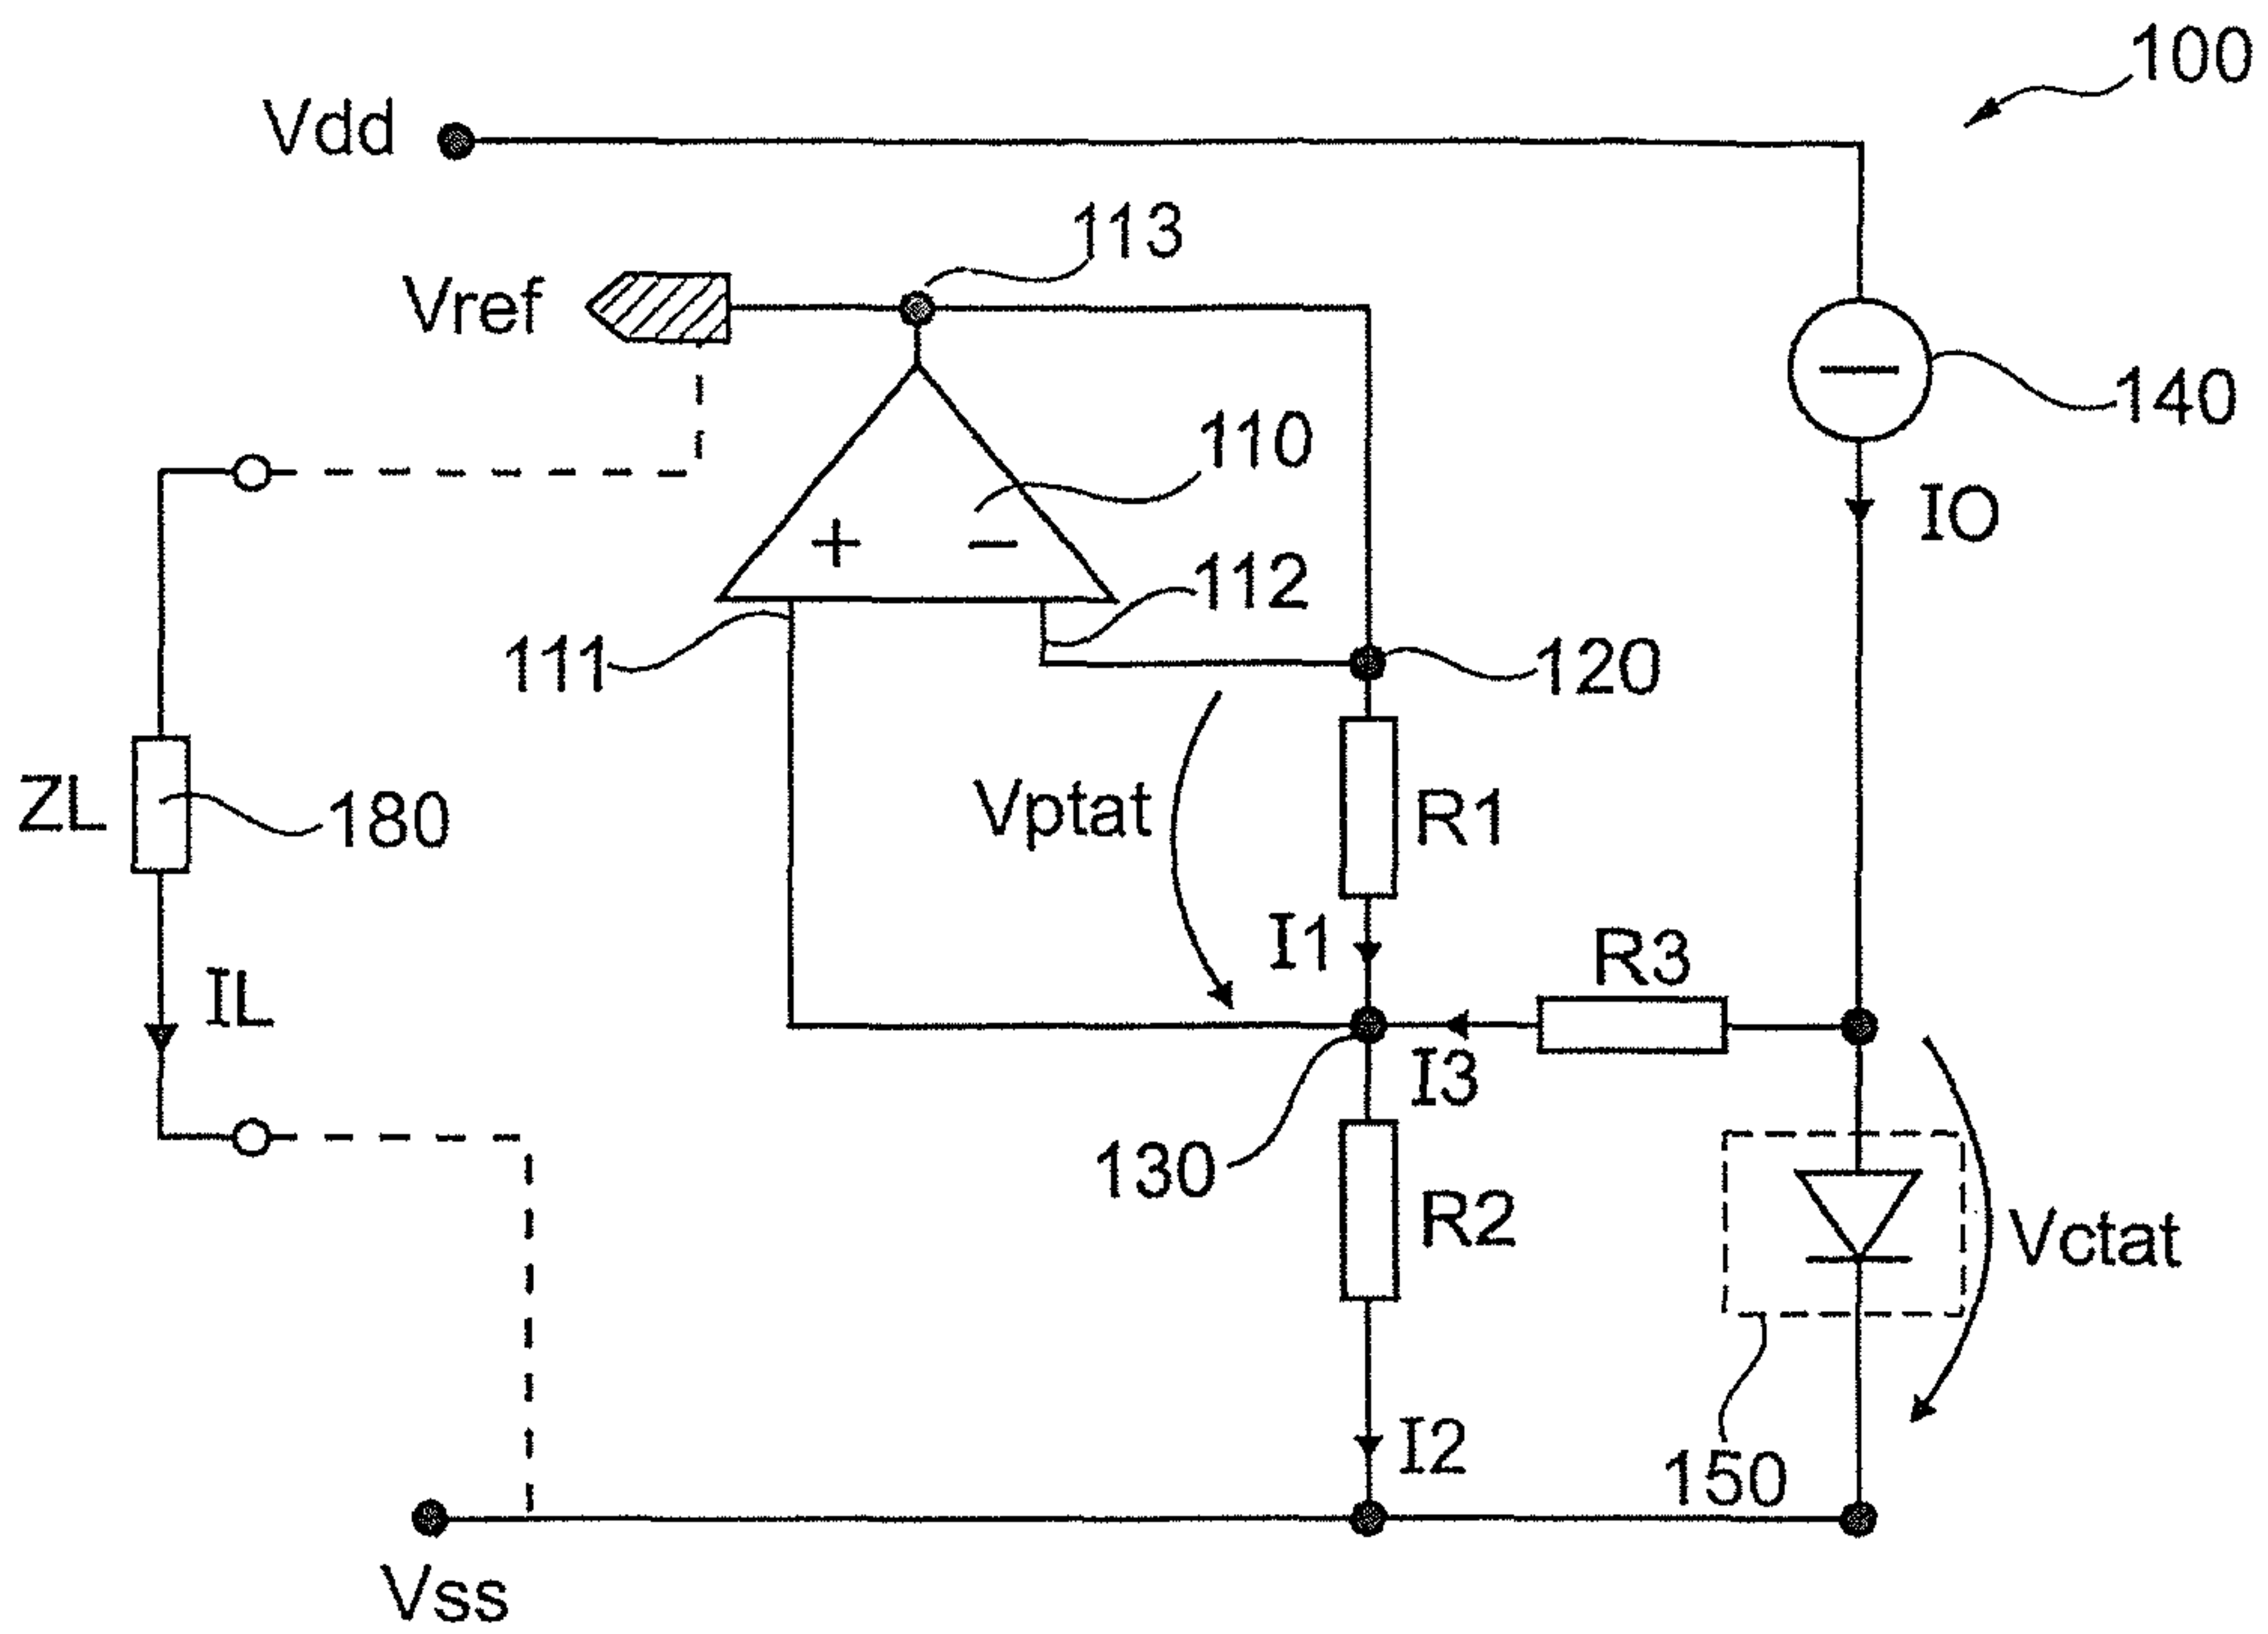 100
Vdd
113
Vref
140
110
IO
+ −
112
111
120
Vptat
R1
ZL
180
I1
R3
IL
I3
130
R2
Vctat
I2
150
Vss